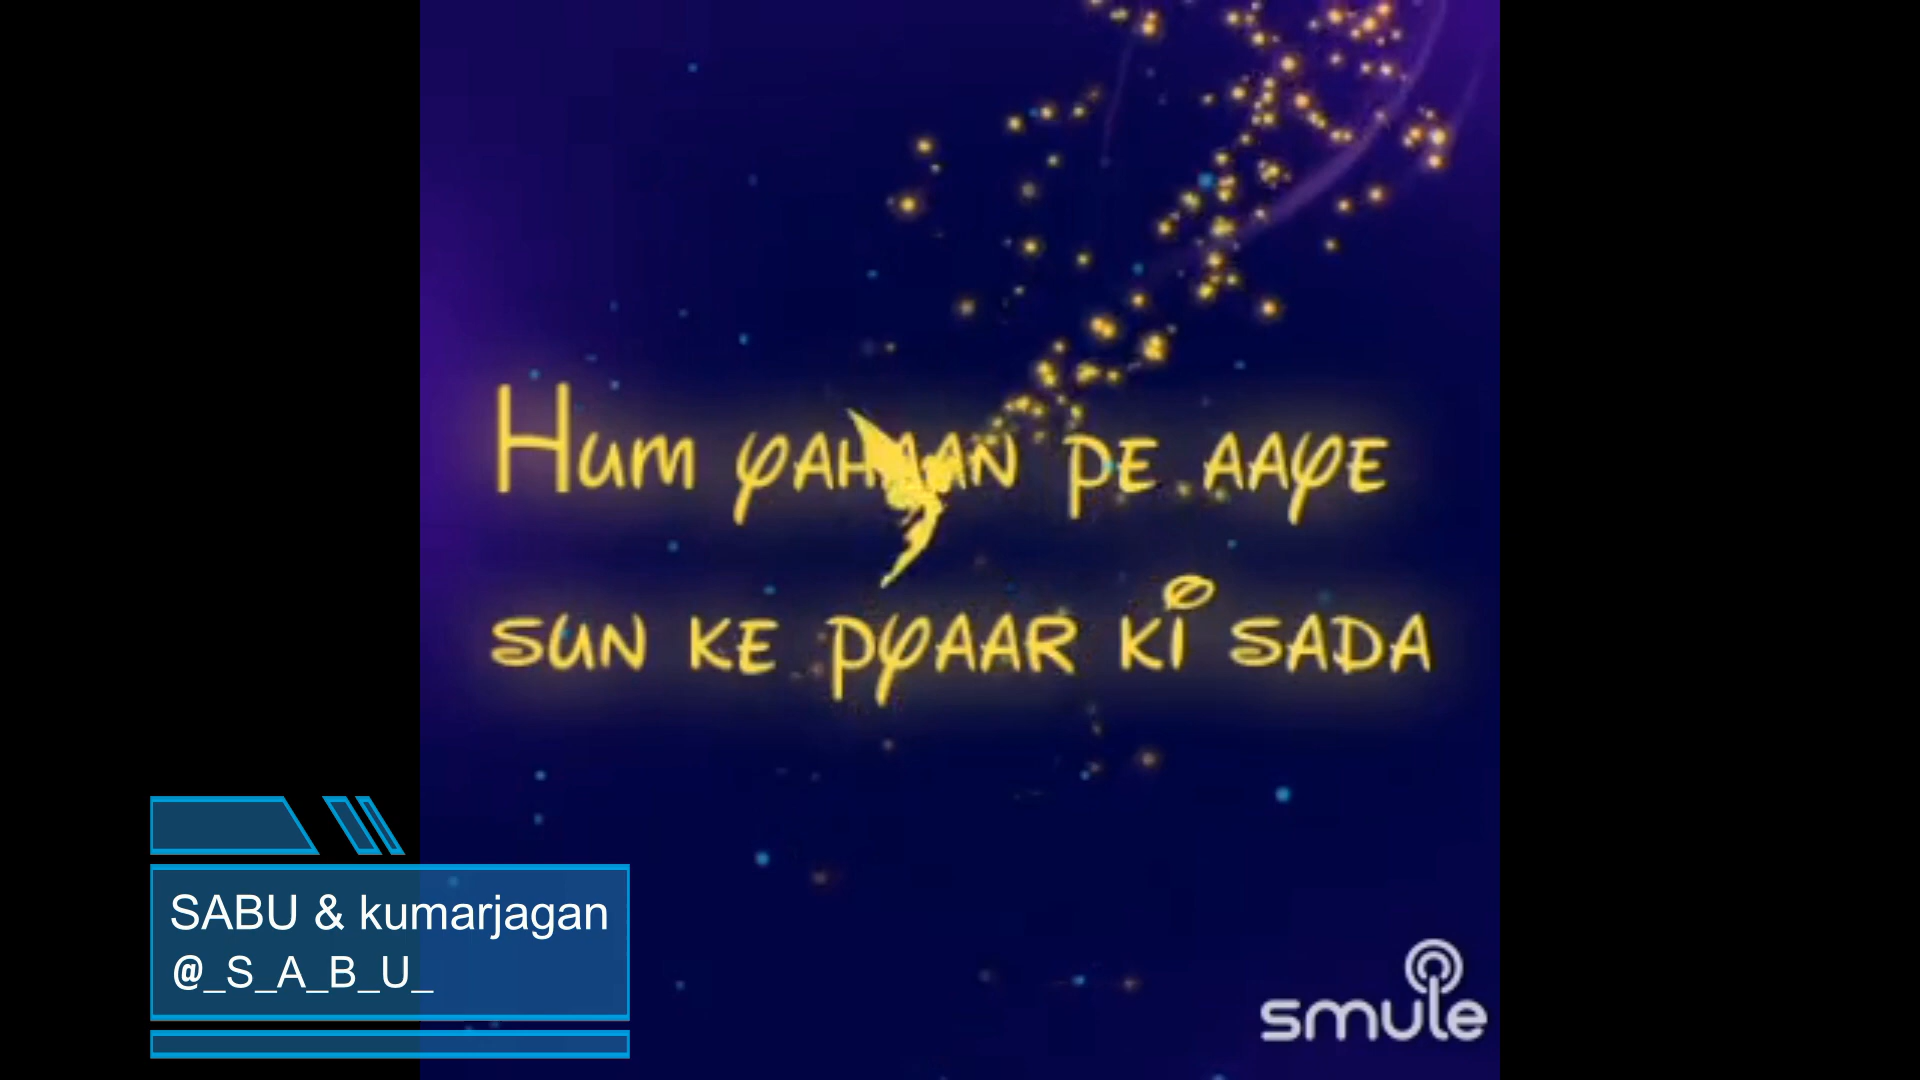 Hum yahaan pe aaye
sun ke pyaar ki sada
SABU & kumarjagan
@_S_A_B_U_
smule